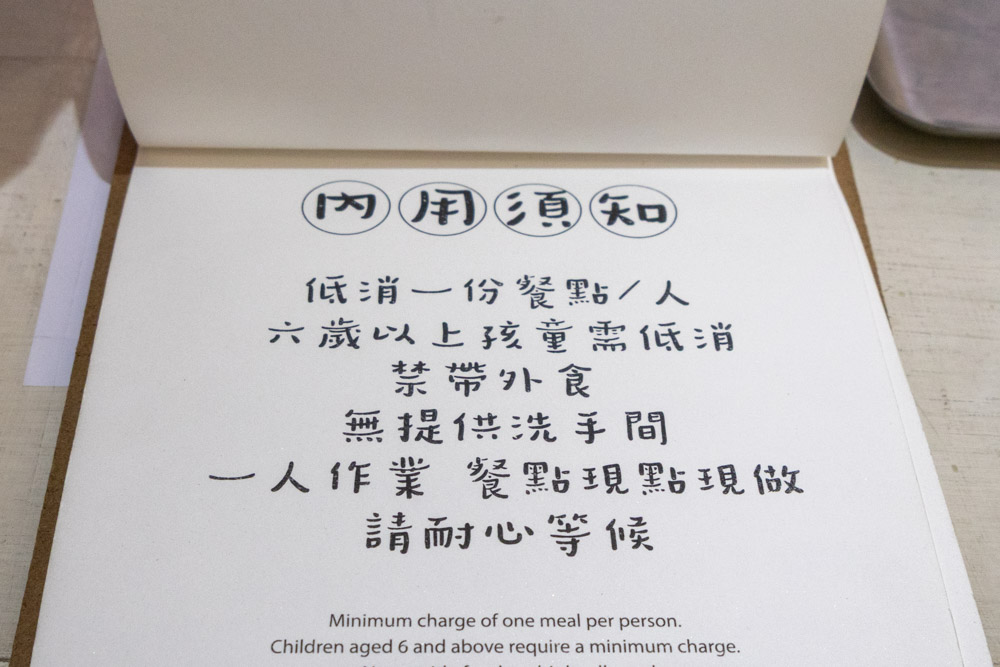 內用須知
低消一份餐點/人
六歲以上孩童需低消
禁帶外食
無提供洗手間
一人作業 餐點現點現做
請耐心等候
Minimum charge of one meal per person.
Children aged 6 and above require a minimum charge.